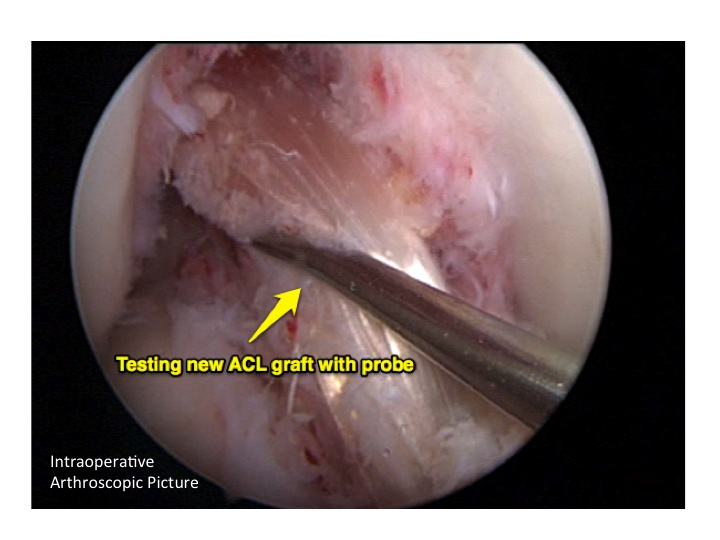 Testing new ACL graft with probe
Intraoperative
Arthroscopic Picture